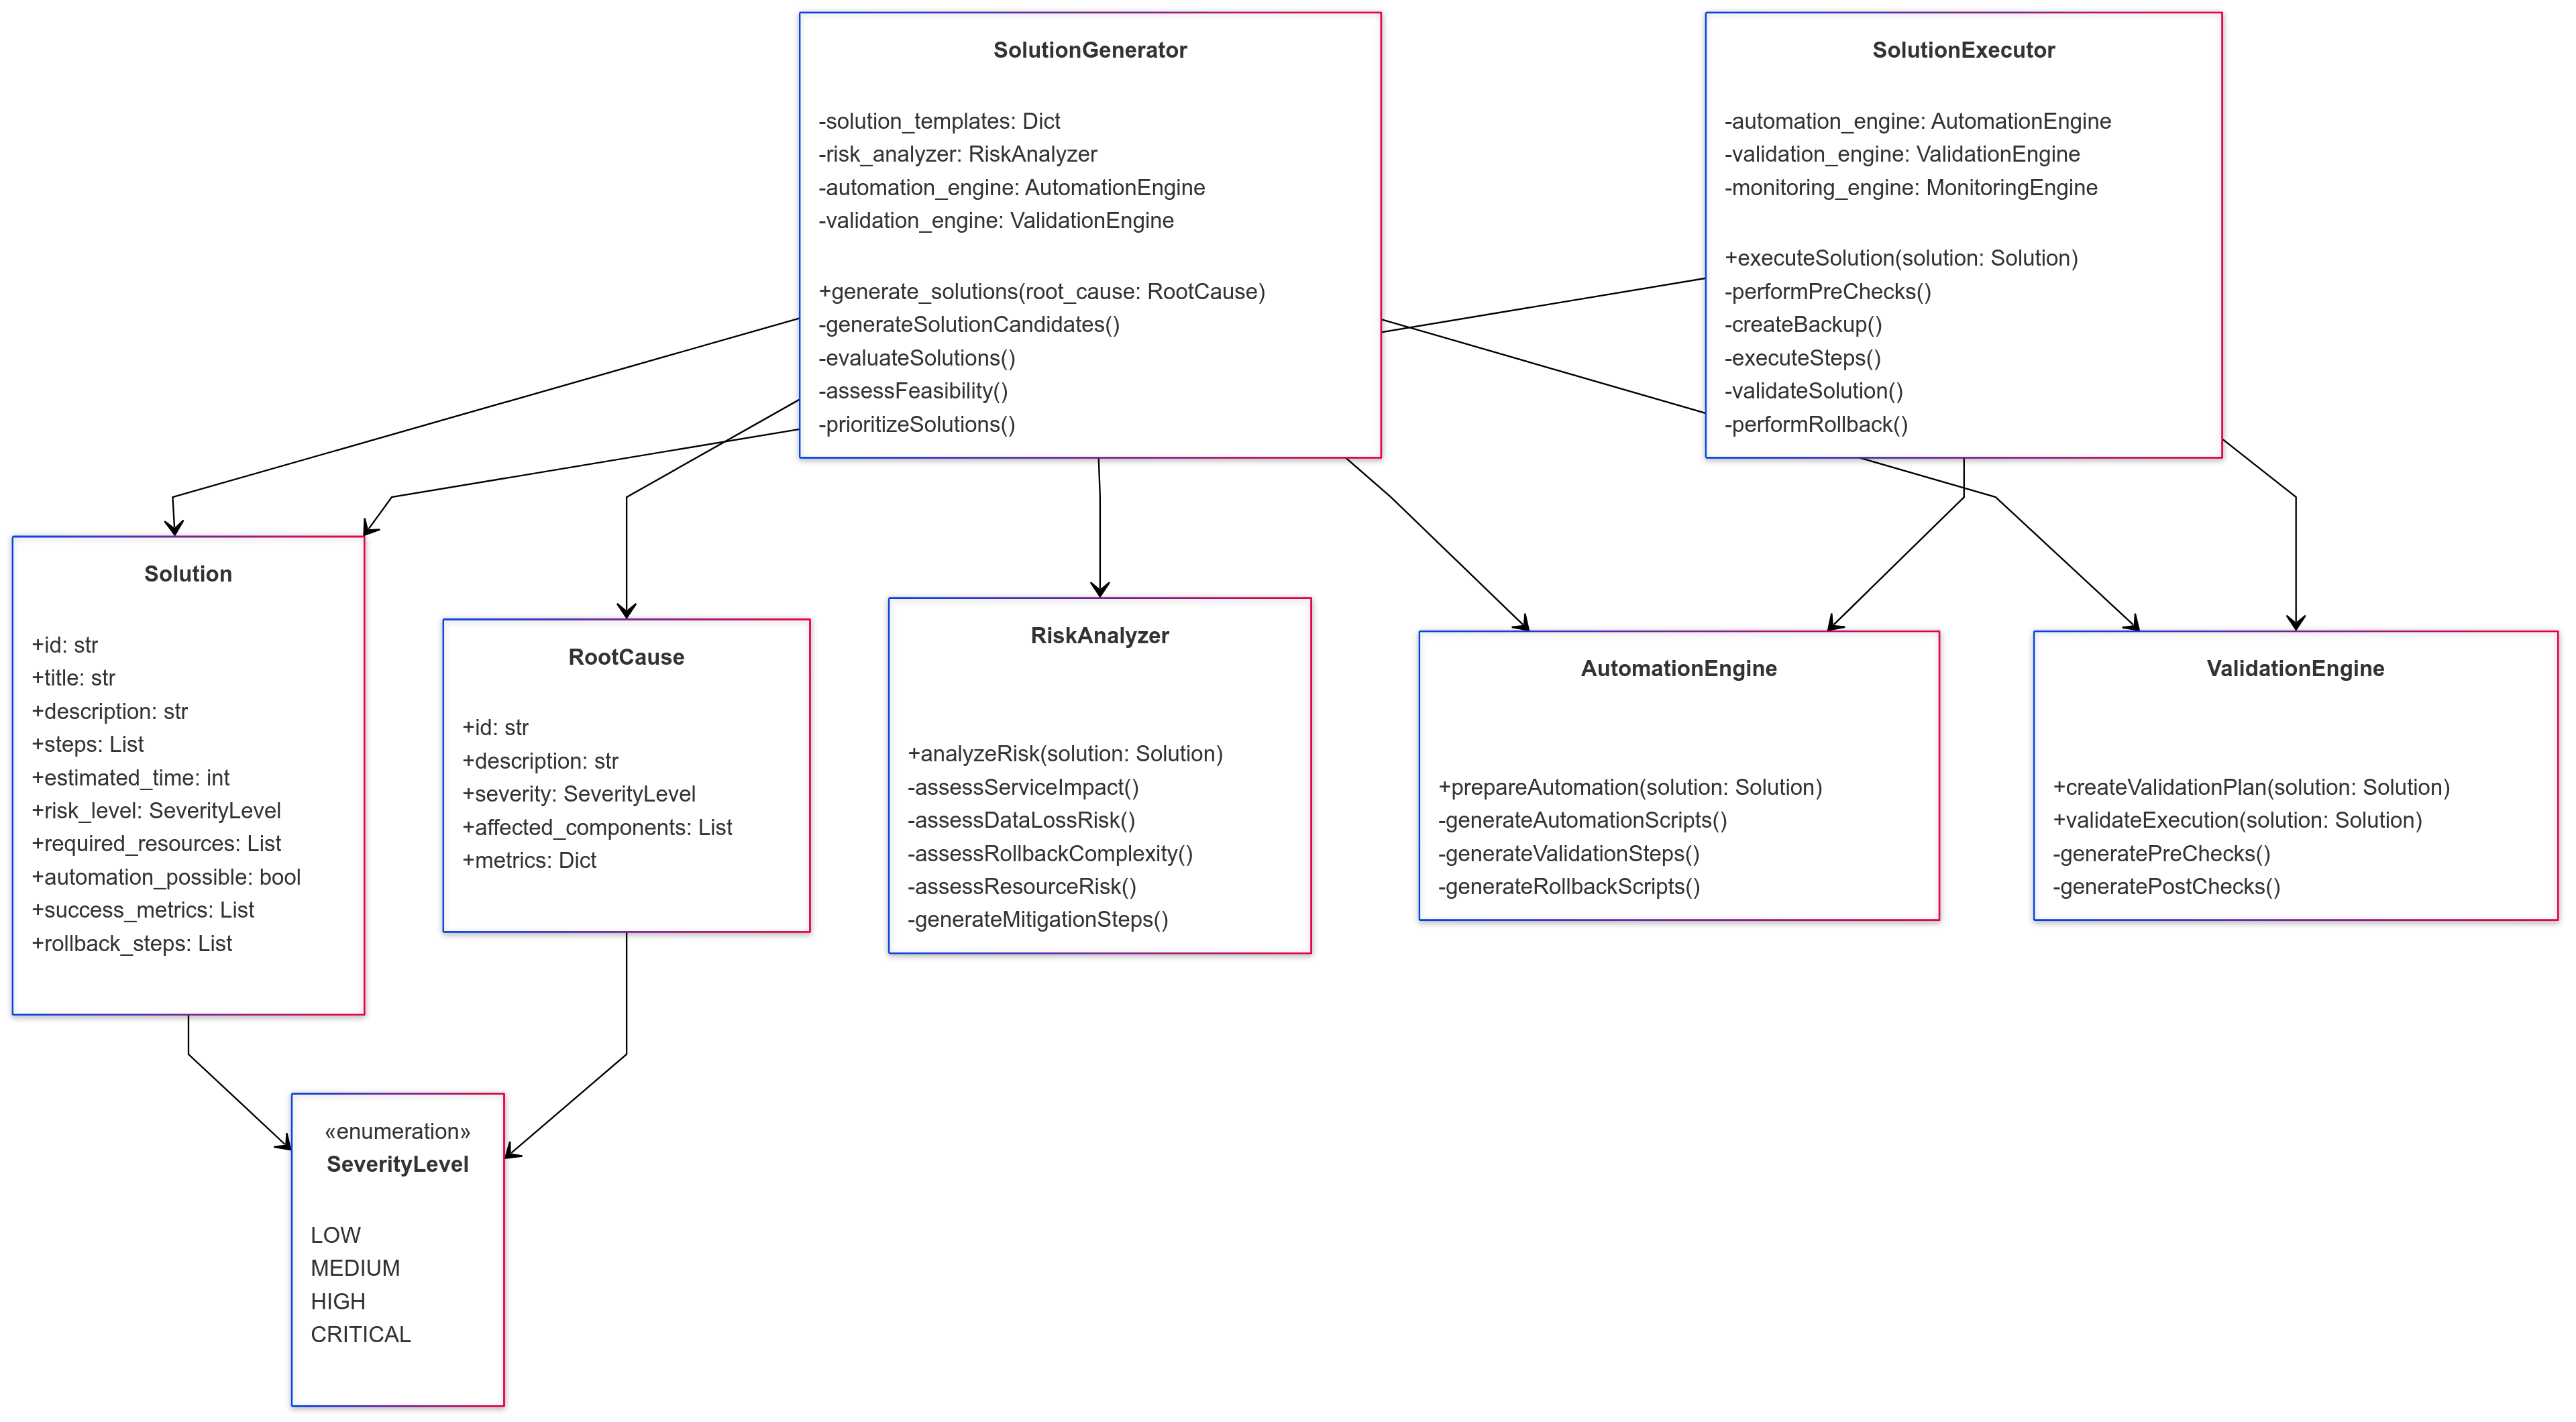 SolutionGenerator
-solution_templates: Dict
-risk_analyzer: RiskAnalyzer
-automation_engine: AutomationEngine
-validation_engine: ValidationEngine
+generate_solutions(root_cause: RootCause)
-generateSolutionCandidates()
-evaluateSolutions()
-assessFeasibility()
-prioritizeSolutions()
SolutionExecutor
-automation_engine: AutomationEngine
-validation_engine: ValidationEngine
-monitoring_engine: MonitoringEngine
+executeSolution(solution: Solution)
-performPreChecks()
-createBackup()
-executeSteps()
-validateSolution()
-performRollback()
Solution
+id: str
+title: str
+description: str
+steps: List
+estimated_time: int
+risk_level: SeverityLevel
+required_resources: List
+automation_possible: bool
+success_metrics: List
+rollback_steps: List
RootCause
+id: str
+description: str
+severity: SeverityLevel
+affected_components: List
+metrics: Dict
RiskAnalyzer
+analyzeRisk(solution: Solution)
-assessServiceImpact()
-assessDataLossRisk()
-assessRollbackComplexity()
-assessResourceRisk()
-generateMitigationSteps()
AutomationEngine
+prepareAutomation(solution: Solution)
-generateAutomationScripts()
-generateValidationSteps()
-generateRollbackScripts()
ValidationEngine
+createValidationPlan(solution: Solution)
+validateExecution(solution: Solution)
-generatePreChecks()
-generatePostChecks()
«enumeration»
SeverityLevel
LOW
MEDIUM
HIGH
CRITICAL